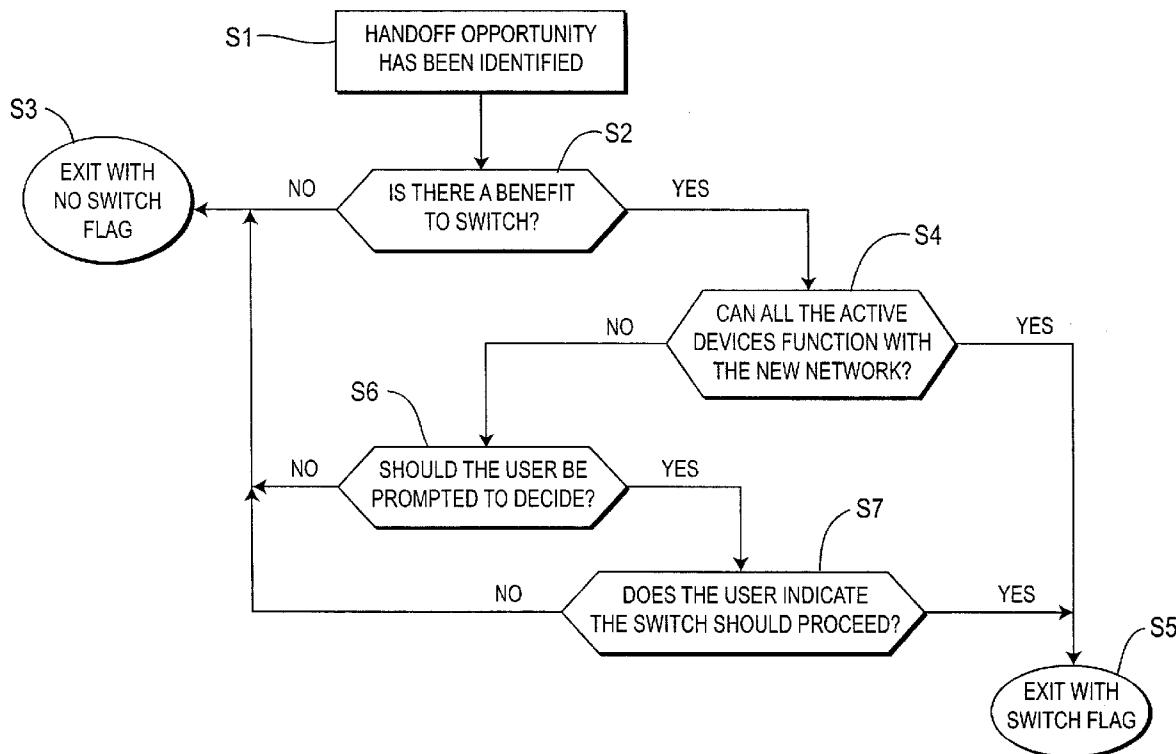 S1
HANDOFF OPPORTUNITY
HAS BEEN IDENTIFIED
S3
EXIT WITH
NO SWITCH
FLAG
NO
S2
IS THERE A BENEFIT
TO SWITCH?
YES
S4
NO
CAN ALL THE ACTIVE
DEVICES FUNCTION WITH
THE NEW NETWORK?
YES
S6
NO
SHOULD THE USER BE
PROMPTED TO DECIDE?
YES
S7
NO
DOES THE USER INDICATE
THE SWITCH SHOULD PROCEED?
YES
S5
EXIT WITH
SWITCH FLAG